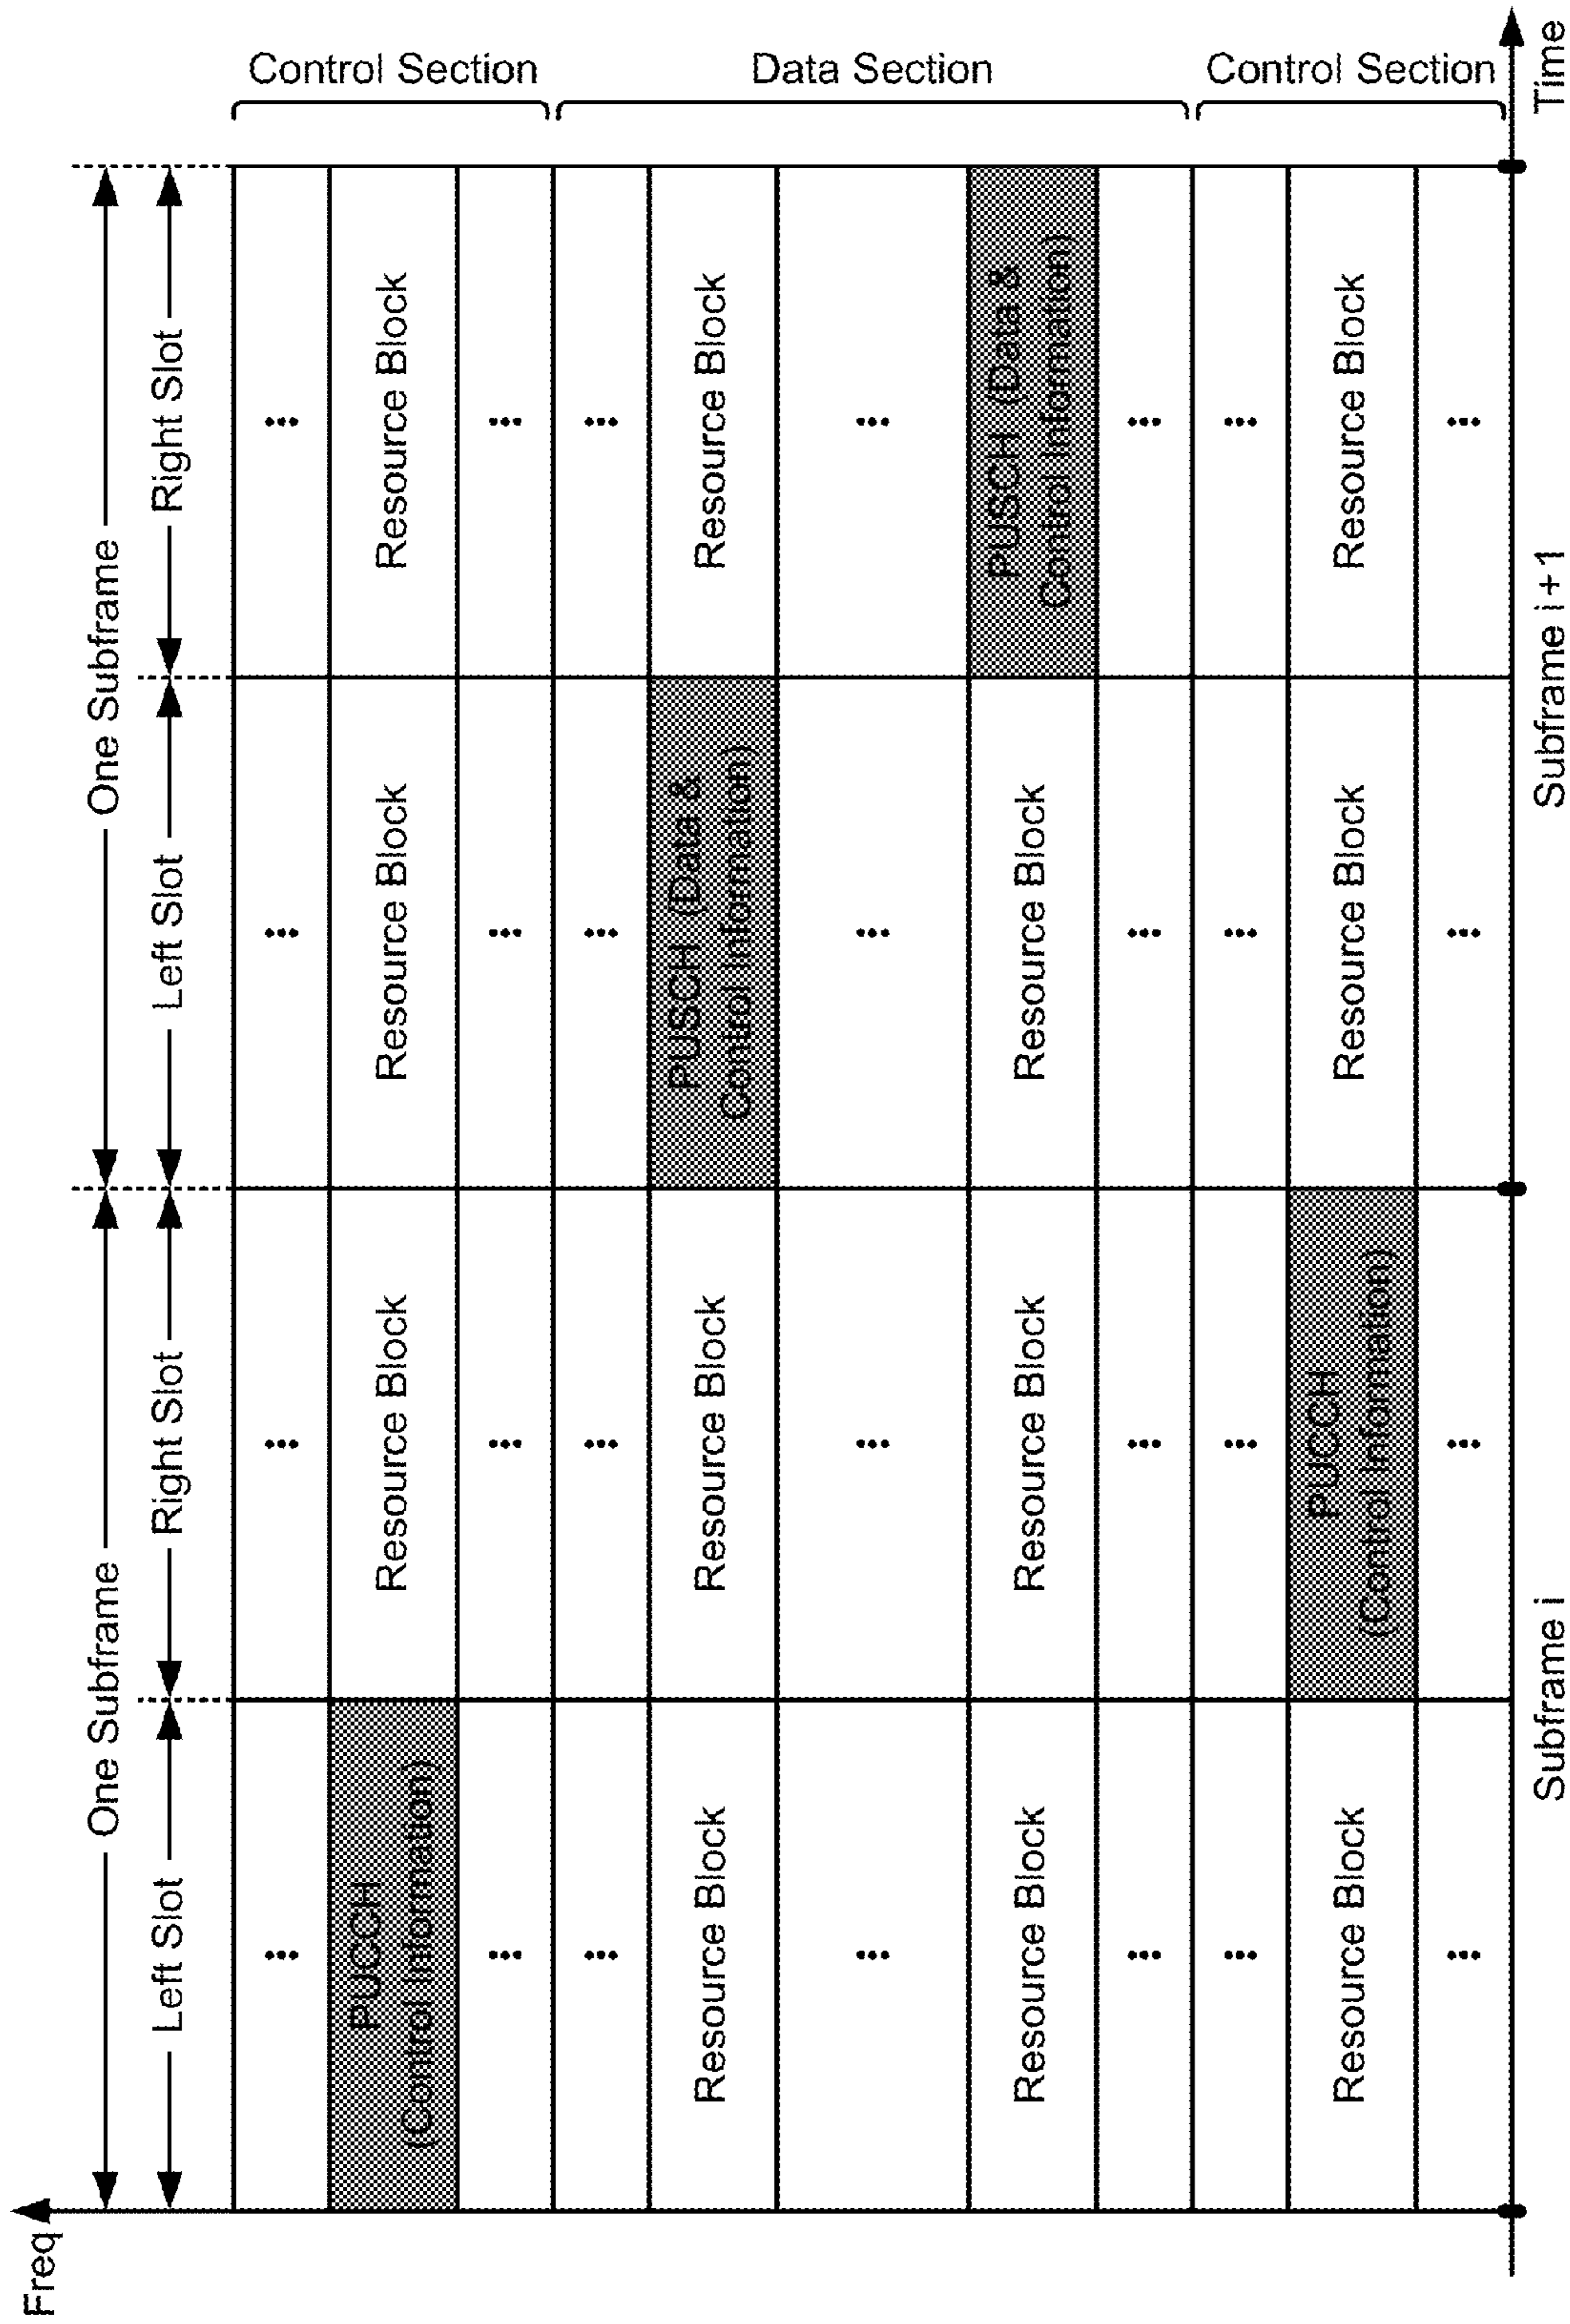 Freq
One Subframe
One Subframe
Left Slot
Right Slot
Left Slot
Right Slot
...
...
...
...
PUCCH
(Control Information)
Resource Block
Resource Block
Resource Block
Control Section
...
...
...
...
...
...
...
...
Resource Block
Resource Block
PUSCH (Data &
Control Information)
Resource Block
...
...
...
...
Data Section
Resource Block
Resource Block
Resource Block
PUSCH (Data &
Control Information)
...
...
...
...
...
...
...
...
Resource Block
PUCCH
(Control Information)
Resource Block
Resource Block
Control Section
...
...
...
...
Subframe i
Subframe i + 1
Time